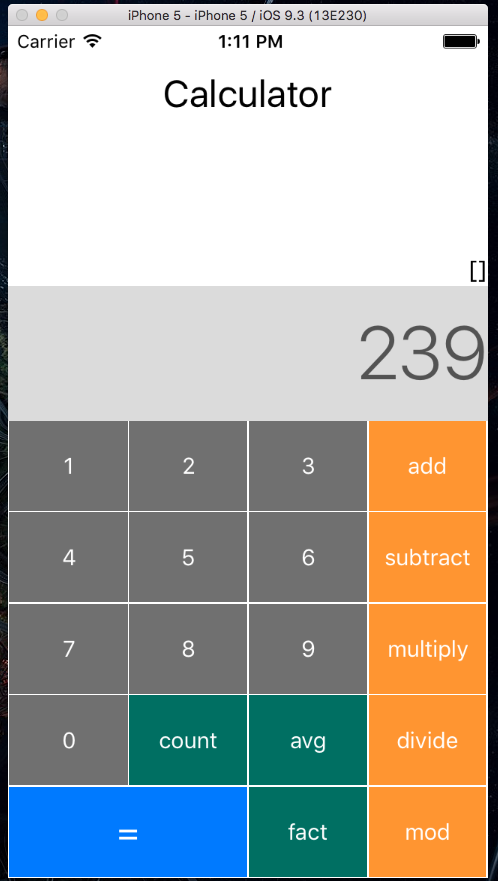 iPhone 5 - iPhone 5 / iOS 9.3 (13E230)
Carrier 1:11 PM
Calculator
[]
239
1 2 3 add
4 5 6 subtract
7 8 9 multiply
0 count avg divide
= fact mod